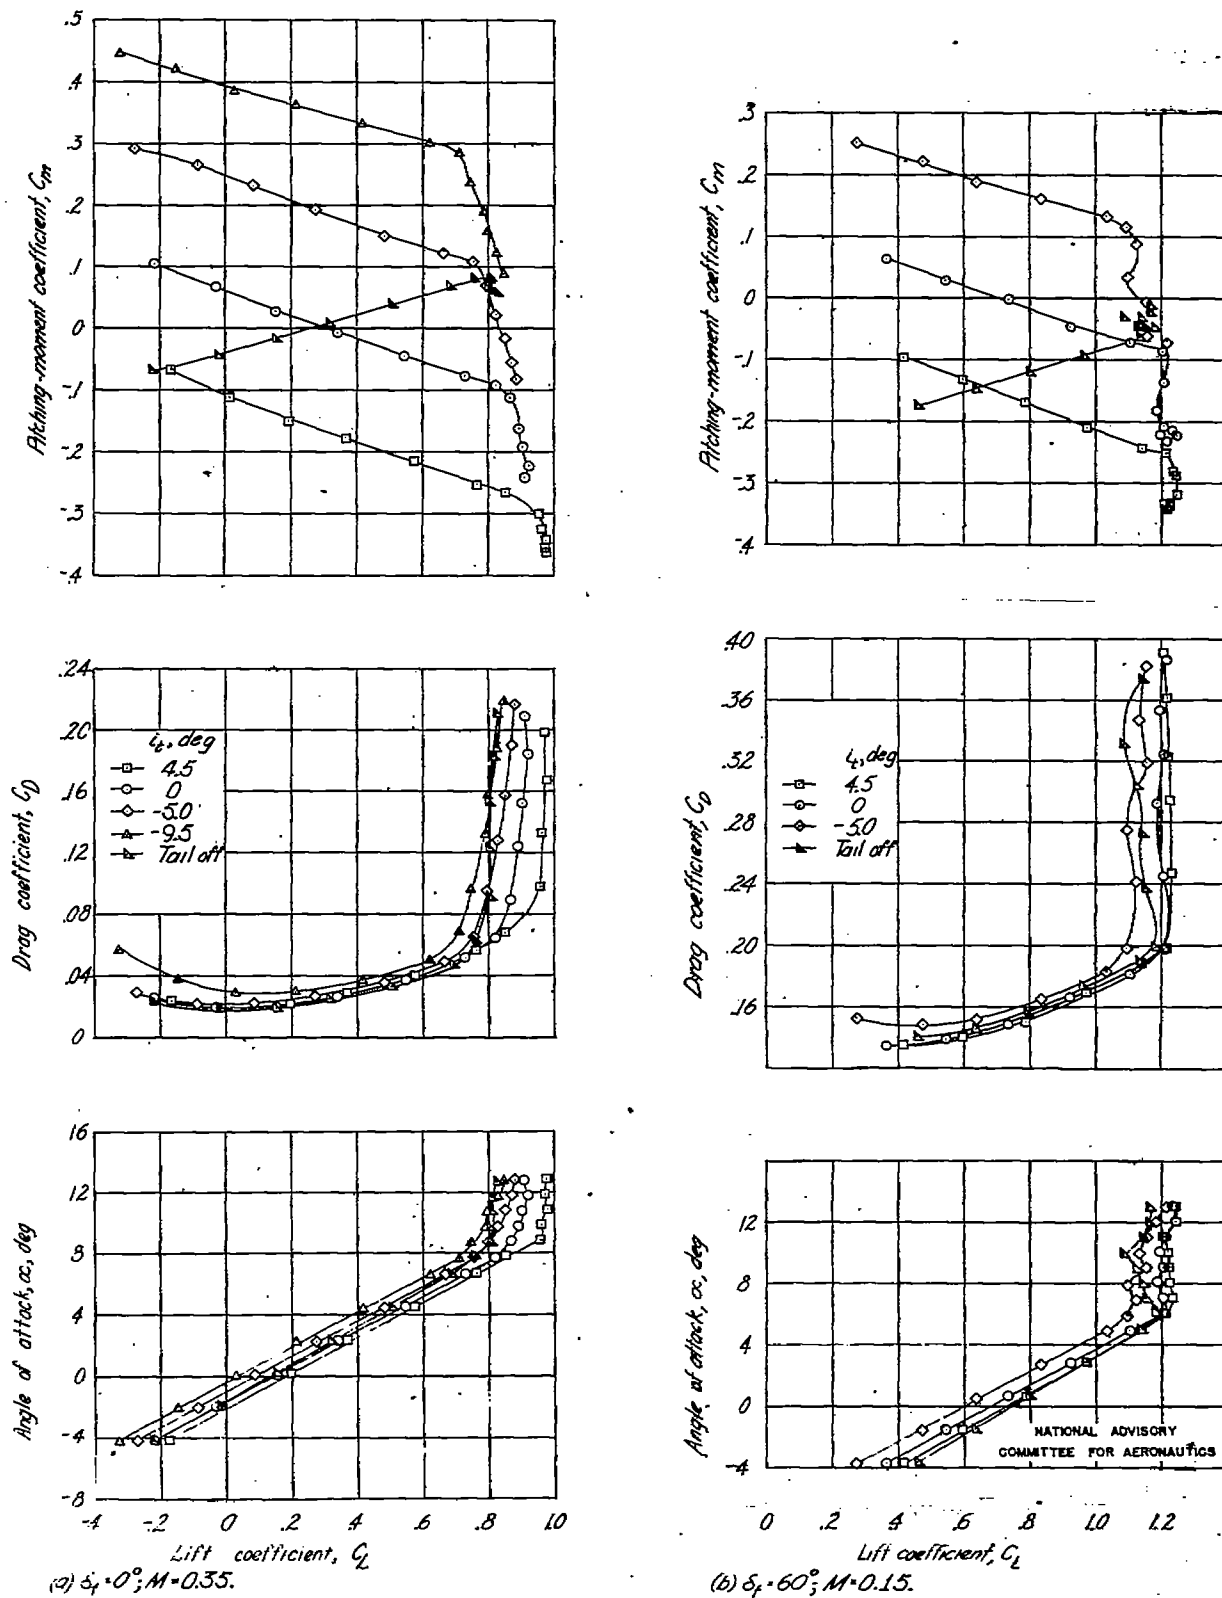 .5
.4
.3
.2
.1
0
-.1
-.2
-.3
-.4
Pitching-moment coefficient, Cm
.3
.2
.1
0
-.1
-.2
-.3
-.4
Pitching-moment coefficient, Cm
.24
.20
.16
.12
.08
.04
0
Drag coefficient, CD
it, deg
4.5
0
-5.0
-9.5
Tail off
.40
.36
.32
.28
.24
.20
.16
Drag coefficient, CD
it, deg
4.5
0
-5.0
Tail off
16
12
8
4
0
-4
-8
Angle of attack, α, deg
-.4 -.2 0 .2 .4 .6 .8 1.0
Lift coefficient, CL
(a) δf = 0°; M = 0.35.
12
8
4
0
-4
Angle of attack, α, deg
NATIONAL ADVISORY
COMMITTEE FOR AERONAUTICS
0 .2 .4 .6 .8 1.0 1.2
Lift coefficient, CL
(b) δf = 60°; M = 0.15.